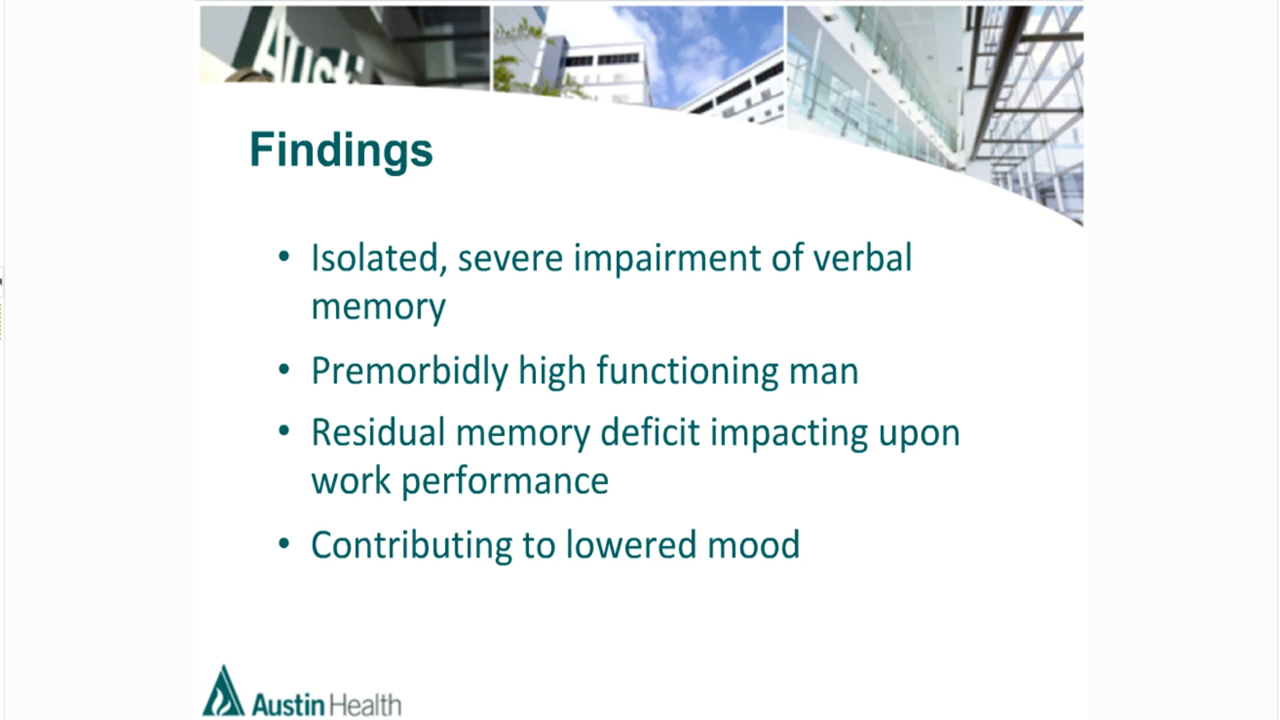 Austi
Findings
• Isolated, severe impairment of verbal
memory
• Premorbidly high functioning man
• Residual memory deficit impacting upon
work performance
• Contributing to lowered mood
Austin Health